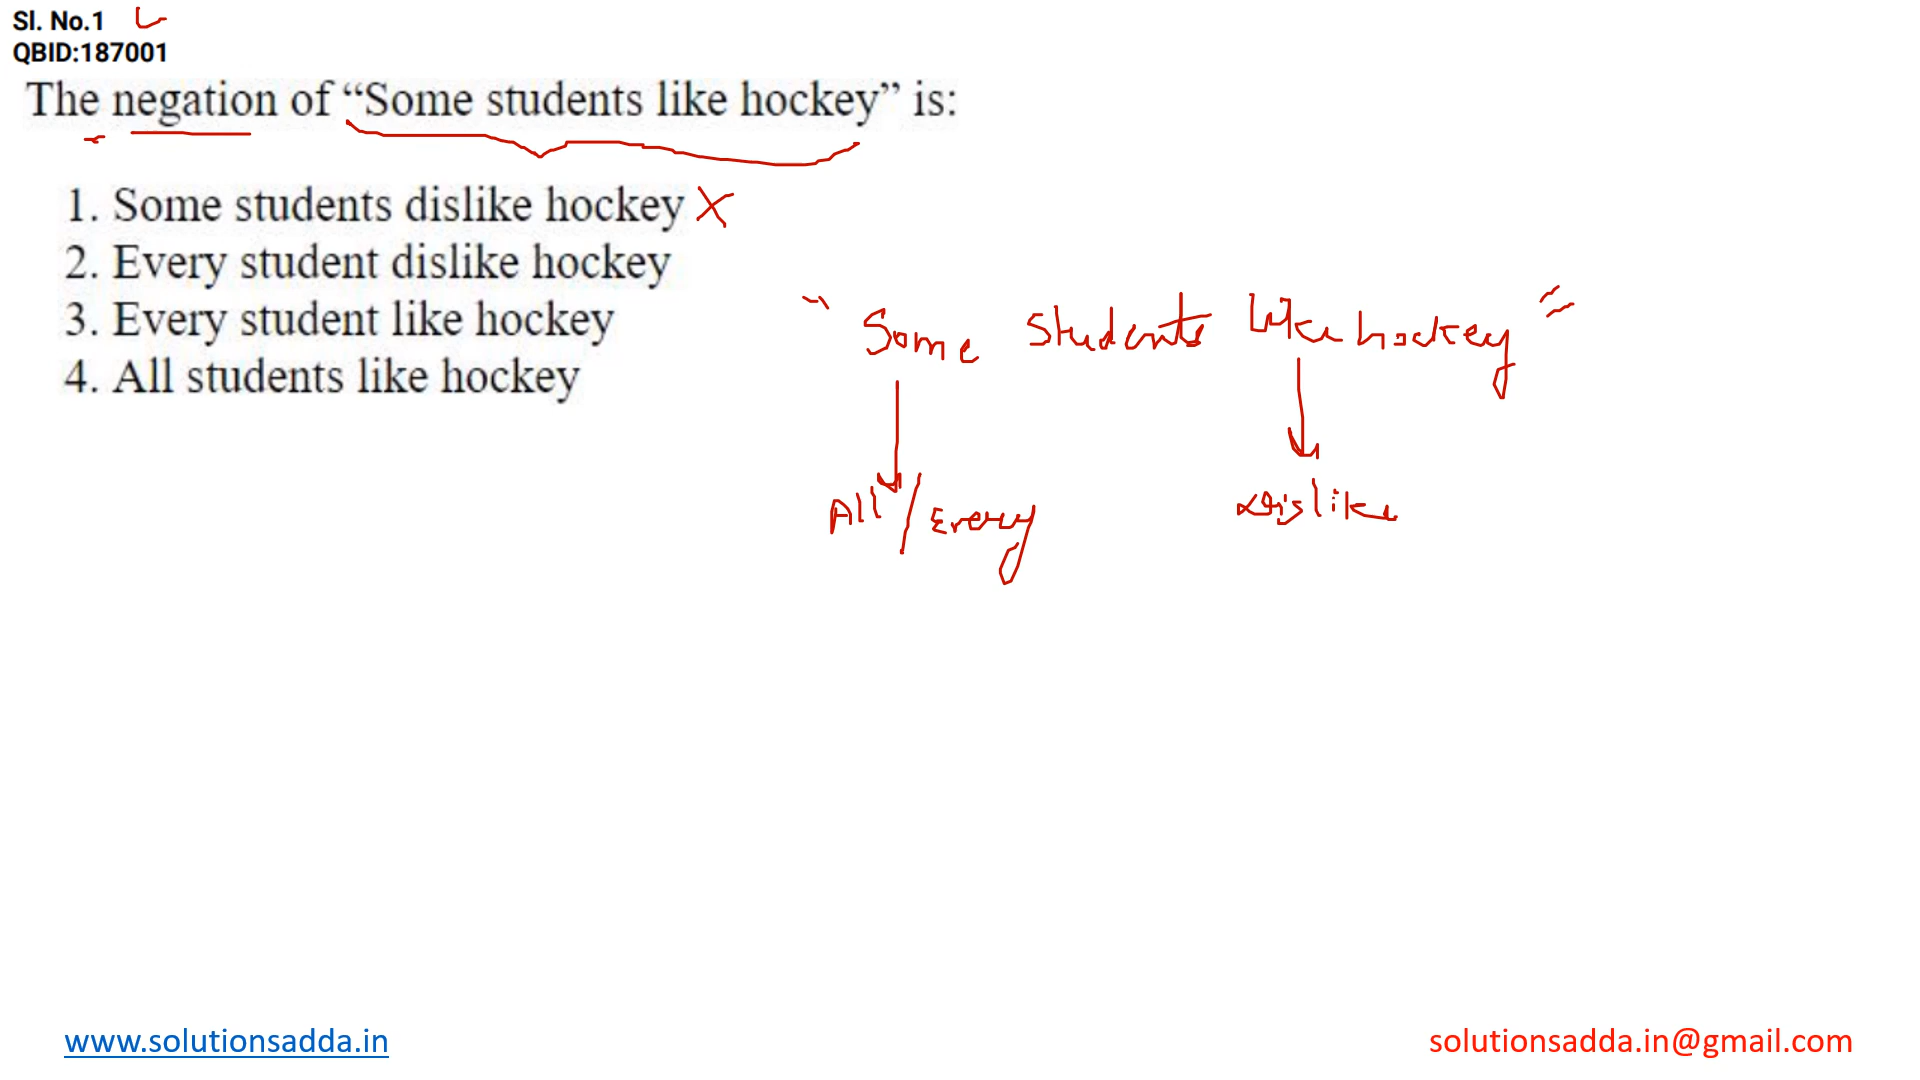 Sl. No.1
QBID:187001
The negation of “Some students like hockey” is:
1. Some students dislike hockey X
2. Every student dislike hockey
3. Every student like hockey
4. All students like hockey
" Some students like hockey "
All / Every dislike
www.solutionsadda.in
solutionsadda.in@gmail.com